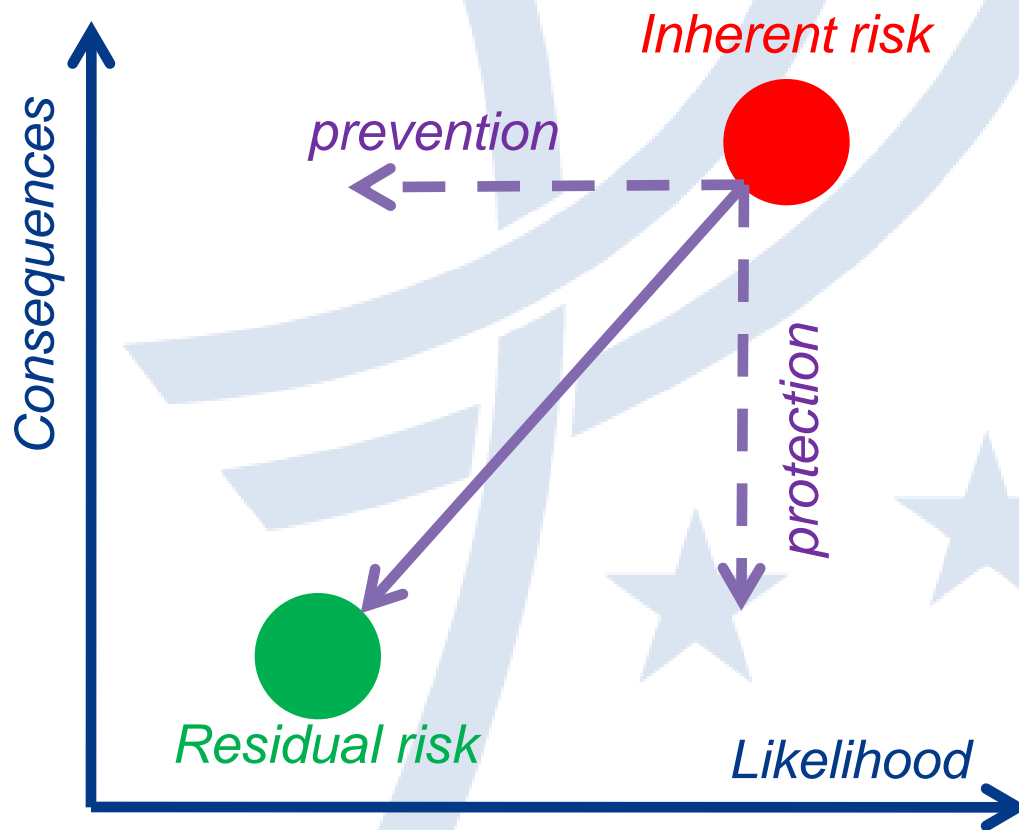 Inherent risk
prevention
Consequences
protection
Residual risk
Likelihood